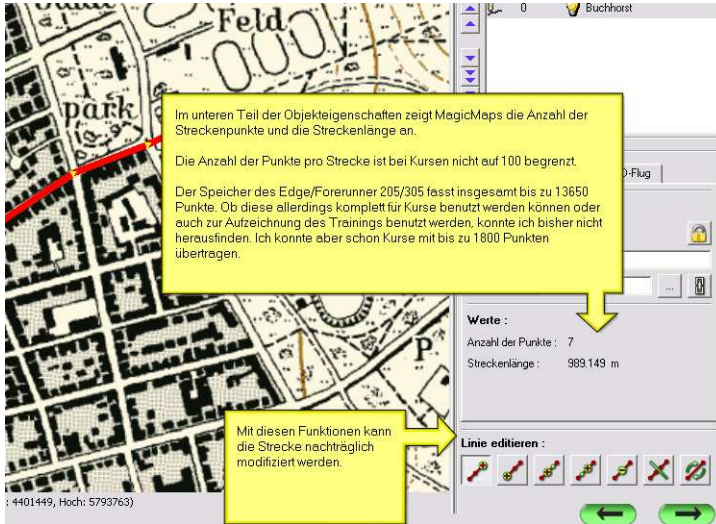 Feld
park
P
0 Buchhorst
Im unteren Teil der Objekteigenschaften zeigt MagicMaps die Anzahl der
Streckenpunkte und die Streckenlänge an.
Die Anzahl der Punkte pro Strecke ist bei Kursen nicht auf 100 begrenzt.
Der Speicher des Edge/Forerunner 205/305 fasst insgesamt bis zu 13650
Punkte. Ob diese allerdings komplett für Kurse benutzt werden können oder
auch zur Aufzeichnung des Trainings benutzt werden, konnte ich bisher nicht
herausfinden. Ich konnte aber schon Kurse mit bis zu 1800 Punkten
übertragen.
D-Flug
...
Werte :
Anzahl der Punkte : 7
Streckenlänge : 989.149 m
Mit diesen Funktionen kann
die Strecke nachträglich
modifiziert werden.
Linie editieren :
: 4401449, Hoch: 5793763)